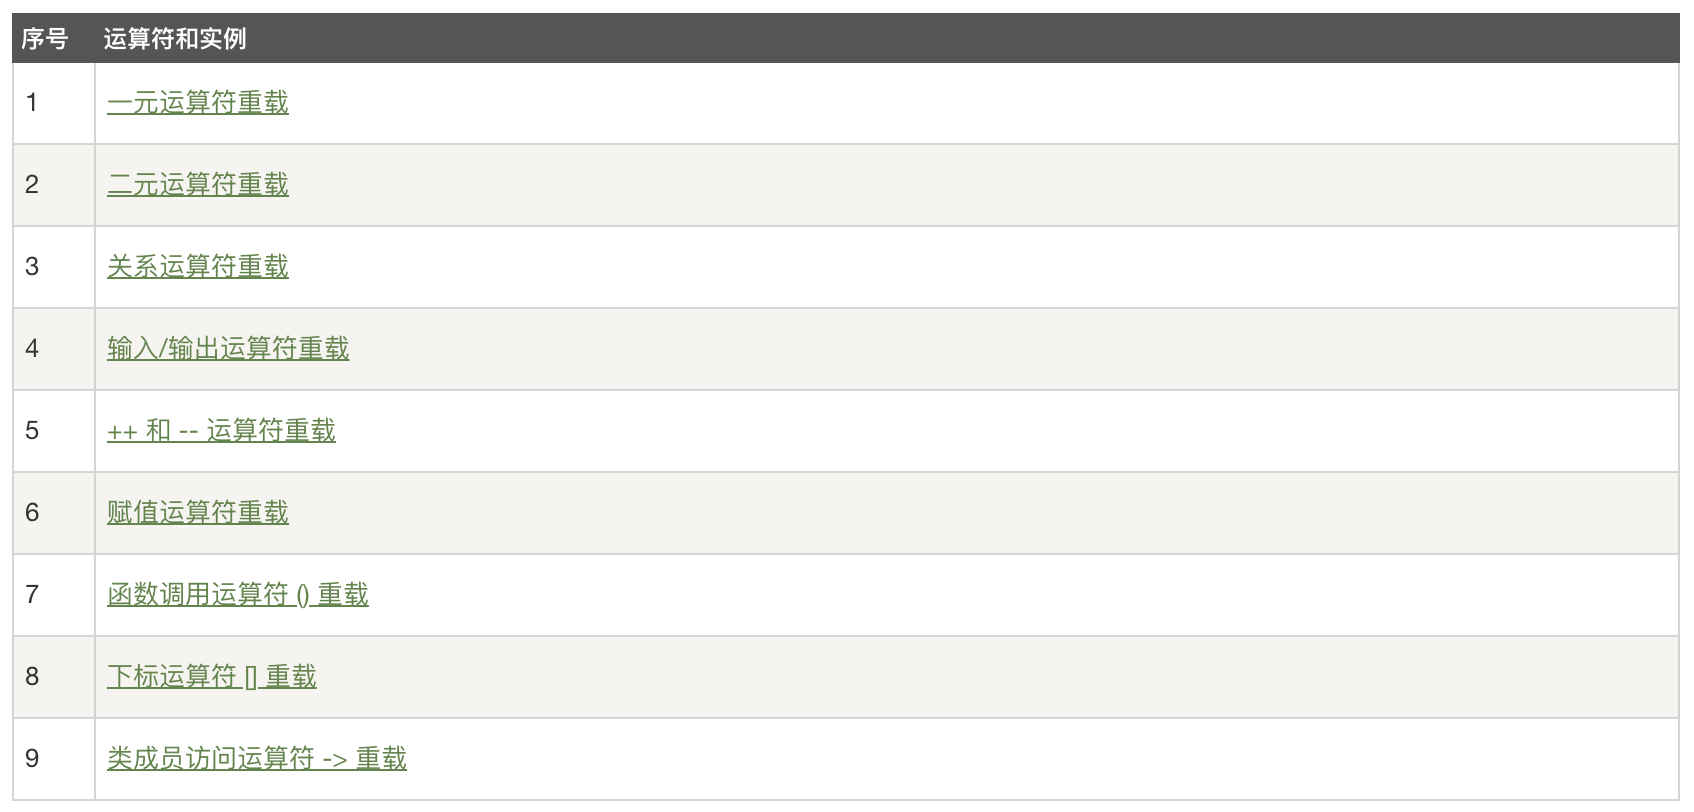 序号 运算符和实例
1 一元运算符重载
2 二元运算符重载
3 关系运算符重载
4 输入/输出运算符重载
5 ++ 和 -- 运算符重载
6 赋值运算符重载
7 函数调用运算符 () 重载
8 下标运算符 [] 重载
9 类成员访问运算符 -> 重载